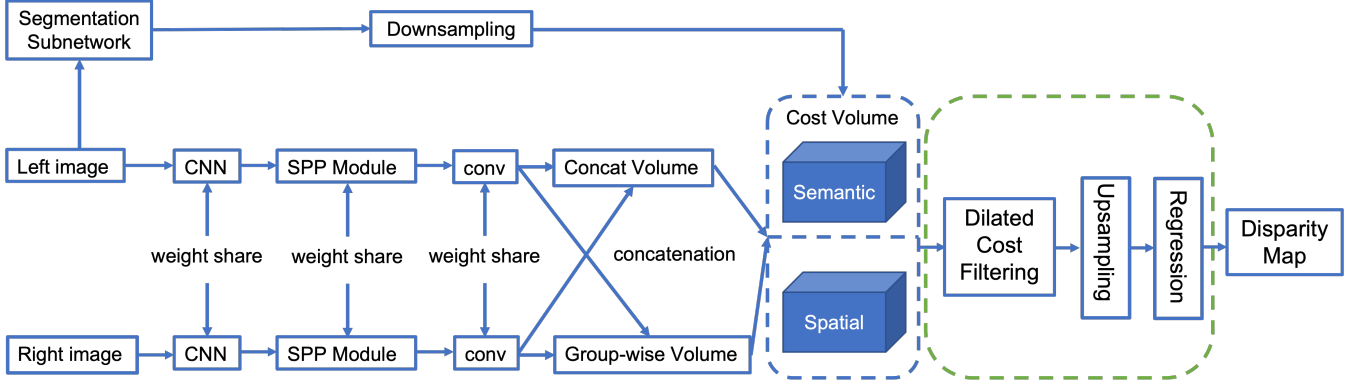 Segmentation
Subnetwork
Downsampling
Cost Volume
Left image
CNN
SPP Module
conv
Concat Volume
Semantic
weight share
weight share
weight share
concatenation
Dilated
Cost
Filtering
Upsampling
Regression
Disparity
Map
Spatial
Right image
CNN
SPP Module
conv
Group-wise Volume